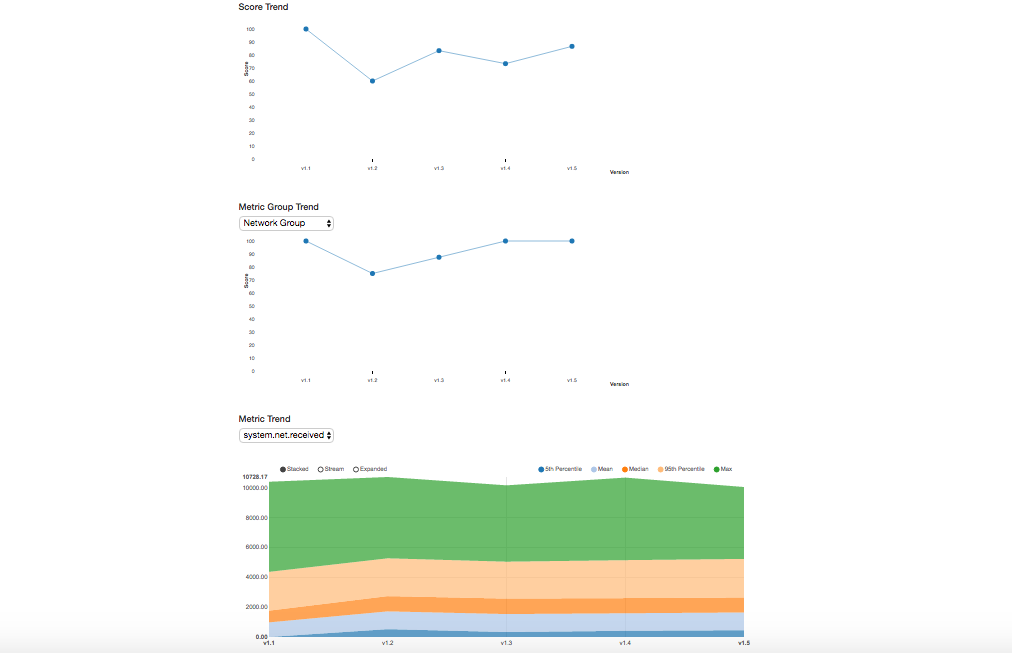 Score Trend
100
90
80
70
60
50
40
30
20
10
0
Score
v1.1 v1.2 v1.3 v1.4 v1.5
Version
Metric Group Trend
Network Group
100
90
80
70
60
50
40
30
20
10
0
Score
v1.1 v1.2 v1.3 v1.4 v1.5
Version
Metric Trend
system.net.received
Stacked Stream Expanded 5th Percentile Mean Median 95th Percentile Max
10728.17
10000.00
8000.00
6000.00
4000.00
2000.00
0.00
v1.1 v1.2 v1.3 v1.4 v1.5